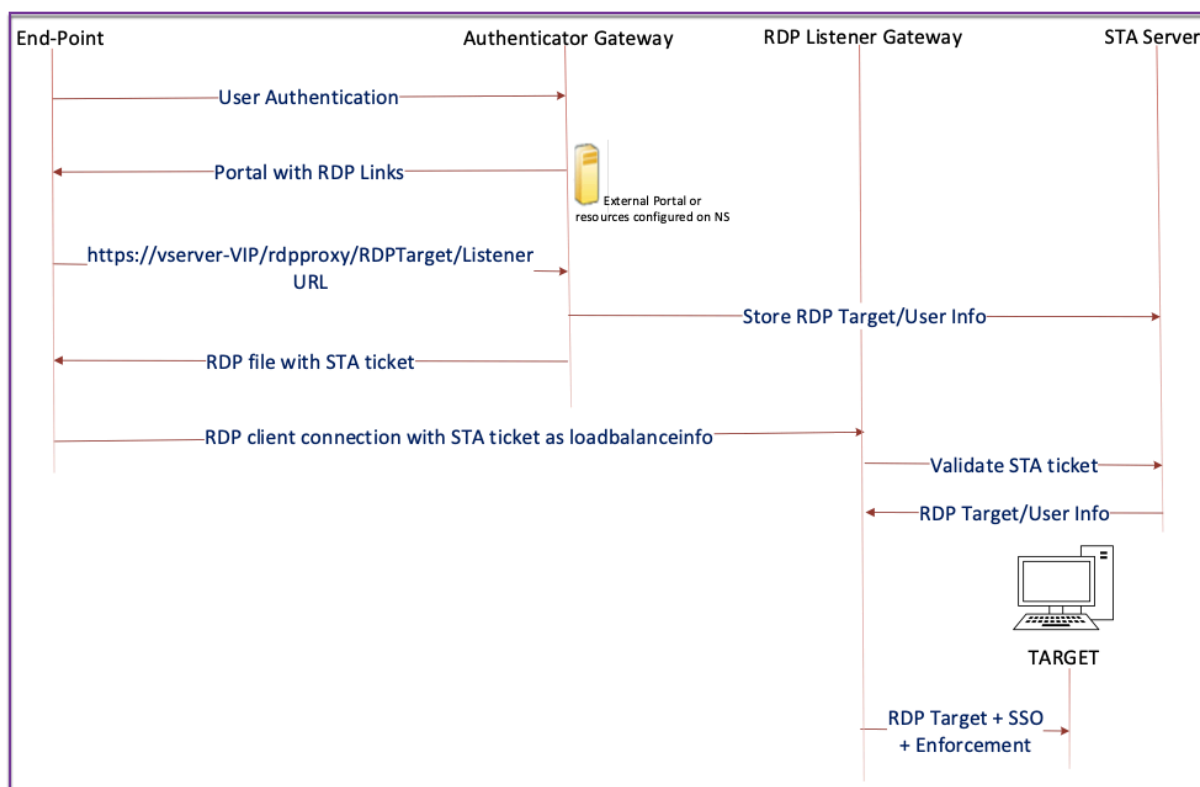 End-Point
Authenticator Gateway
RDP Listener Gateway
STA Server
User Authentication
Portal with RDP Links
External Portal or
resources configured on NS
https://vserver-VIP/rdpproxy/RDPTarget/Listener
URL
Store RDP Target/User Info
RDP file with STA ticket
RDP client connection with STA ticket as loadbalanceinfo
Validate STA ticket
RDP Target/User Info
TARGET
RDP Target + SSO
+ Enforcement